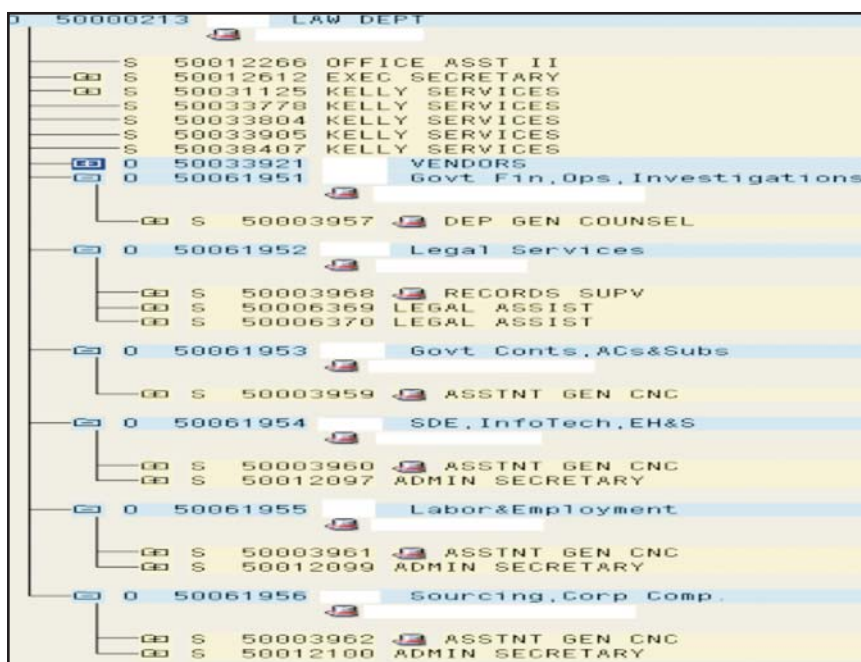 O 50000213 LAW DEPT
S 50012266 OFFICE ASST II
S 50012612 EXEC SECRETARY
S 50031125 KELLY SERVICES
S 50033778 KELLY SERVICES
S 50033804 KELLY SERVICES
S 50033905 KELLY SERVICES
S 50038407 KELLY SERVICES
O 50033921 VENDORS
O 50061951 Govt Fin,Ops,Investigations
S 50003957 DEP GEN COUNSEL
O 50061952 Legal Services
S 50003968 RECORDS SUPV
S 50006369 LEGAL ASSIST
S 50006370 LEGAL ASSIST
O 50061953 Govt Conts,ACs&Subs
S 50003959 ASSTNT GEN CNC
O 50061954 SDE,InfoTech,EH&S
S 50003960 ASSTNT GEN CNC
S 50012097 ADMIN SECRETARY
O 50061955 Labor&Employment
S 50003961 ASSTNT GEN CNC
S 50012099 ADMIN SECRETARY
O 50061956 Sourcing,Corp Comp.
S 50003962 ASSTNT GEN CNC
S 50012100 ADMIN SECRETARY